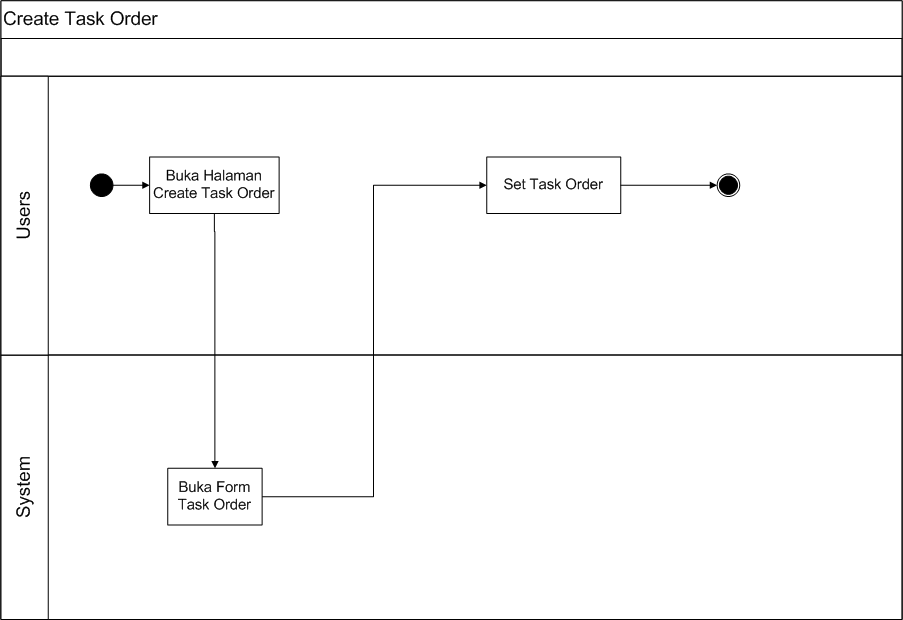 Create Task Order
Users
Buka Halaman
Create Task Order
Set Task Order
System
Buka Form
Task Order